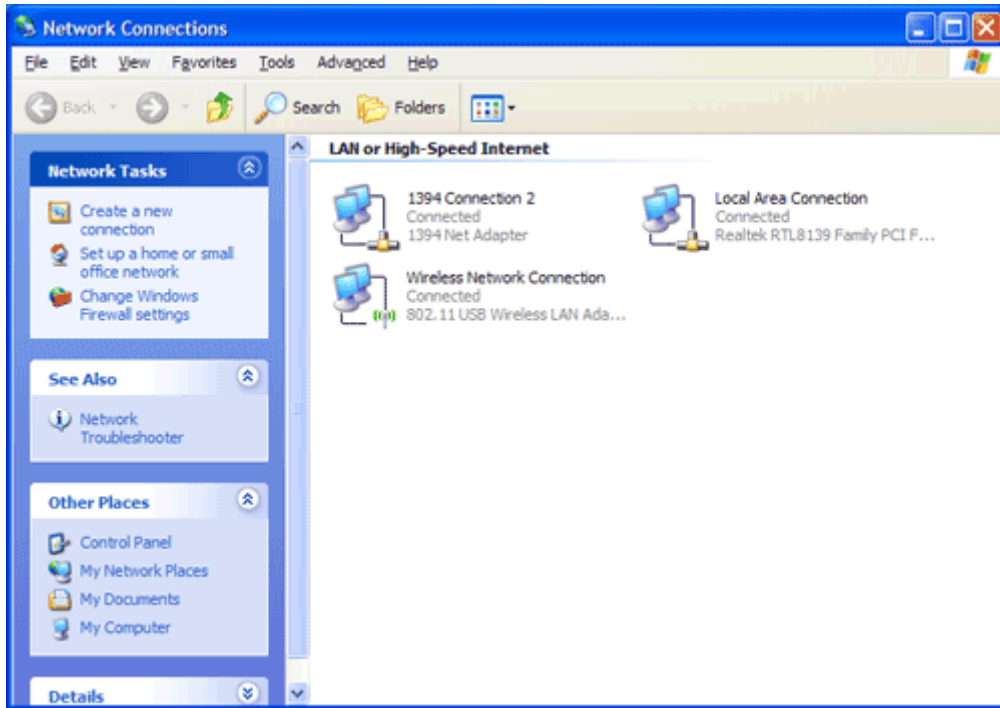 Network Connections
File Edit View Favorites Tools Advanced Help
Back Search Folders
Network Tasks
Create a new
connection
Set up a home or small
office network
Change Windows
Firewall settings
See Also
Network
Troubleshooter
Other Places
Control Panel
My Network Places
My Documents
My Computer
Details
LAN or High-Speed Internet
1394 Connection 2
Connected
1394 Net Adapter
Local Area Connection
Connected
Realtek RTL8139 Family PCI F...
Wireless Network Connection
Connected
802.11 USB Wireless LAN Ada...